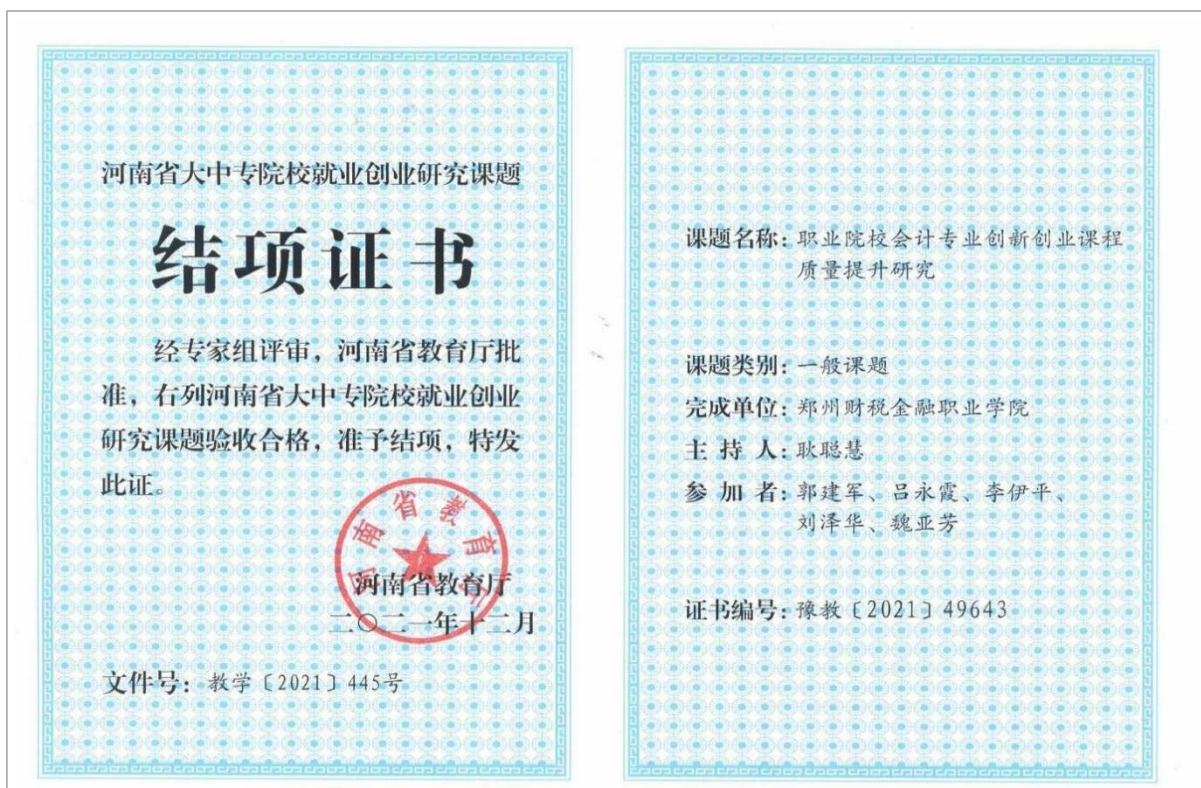 河南省大中专院校就业创业研究课题
结项证书
经专家组评审，河南省教育厅批
准，右列河南省大中专院校就业创业
研究课题验收合格，准予结项，特发
此证。
河南省教育厅
河南省教育厅
二〇二一年十二月
文件号：教学〔2021〕445号
课题名称：职业院校会计专业创新创业课程
质量提升研究
课题类别：一般课题
完成单位：郑州财税金融职业学院
主持人：耿聪慧
参加者：郭建军、吕永霞、李伊平、
刘泽华、魏亚芳
证书编号：豫教〔2021〕49643